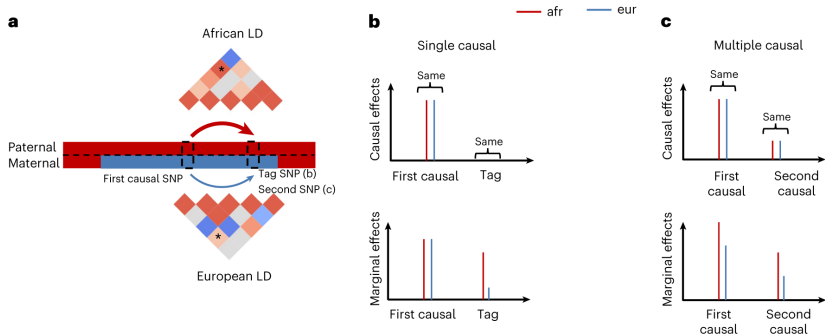 afr
eur
a
African LD
*
Paternal
Maternal
First causal SNP
Tag SNP (b)
Second SNP (c)
*
European LD
b
Single causal
Causal effects
Same
Same
First causal
Tag
Marginal effects
First causal
Tag
c
Multiple causal
Causal effects
Same
Same
First
causal
Second
causal
Marginal effects
First
causal
Second
causal